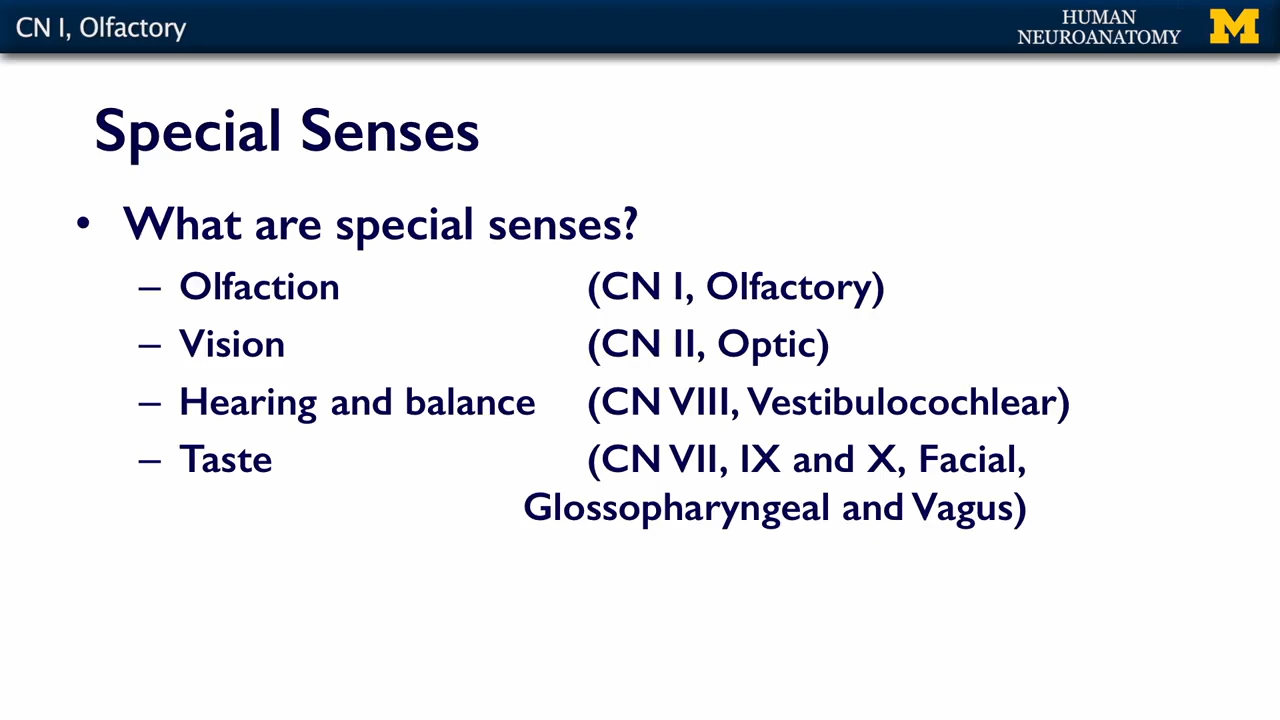 CN I, Olfactory
HUMAN
NEUROANATOMY
M
Special Senses
• What are special senses?
– Olfaction (CN I, Olfactory)
– Vision (CN II, Optic)
– Hearing and balance (CN VIII, Vestibulocochlear)
– Taste (CN VII, IX and X, Facial,
Glossopharyngeal and Vagus)